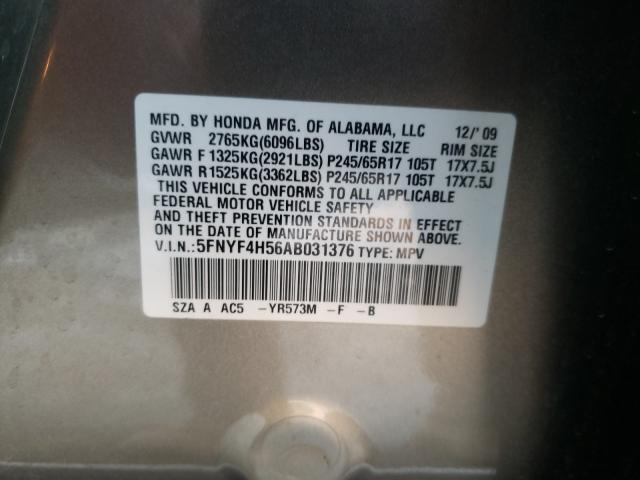 MFD. BY HONDA MFG. OF ALABAMA, LLC 12/'09
GVWR 2765KG(6096LBS) TIRE SIZE RIM SIZE
GAWR F 1325KG(2921LBS) P245/65R17 105T 17X7.5J
GAWR R1525KG(3362LBS) P245/65R17 105T 17X7.5J
THIS VEHICLE CONFORMS TO ALL APPLICABLE
FEDERAL MOTOR VEHICLE SAFETY
AND THEFT PREVENTION STANDARDS IN EFFECT
ON THE DATE OF MANUFACTURE SHOWN ABOVE.
V.I.N.: 5FNYF4H56AB031376 TYPE: MPV
SZA A AC5 -YR573M -F -B